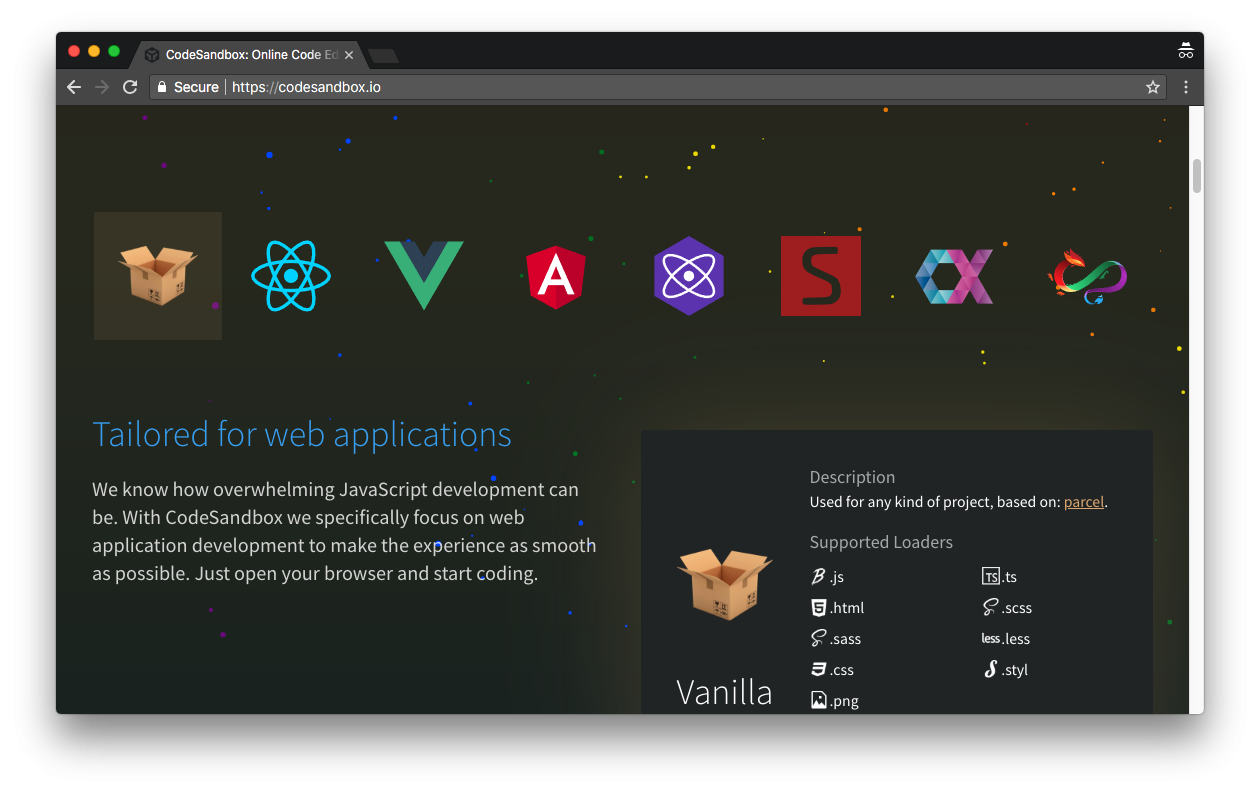 CodeSandbox: Online Code Ed
Secure
https://codesandbox.io
Tailored for web applications
We know how overwhelming JavaScript development can
be. With CodeSandbox we specifically focus on web
application development to make the experience as smooth
as possible. Just open your browser and start coding.
Description
Used for any kind of project, based on: parcel.
Supported Loaders
B .js
TS .ts
.html
.scss
.sass
less .less
.css
.styl
.png
Vanilla